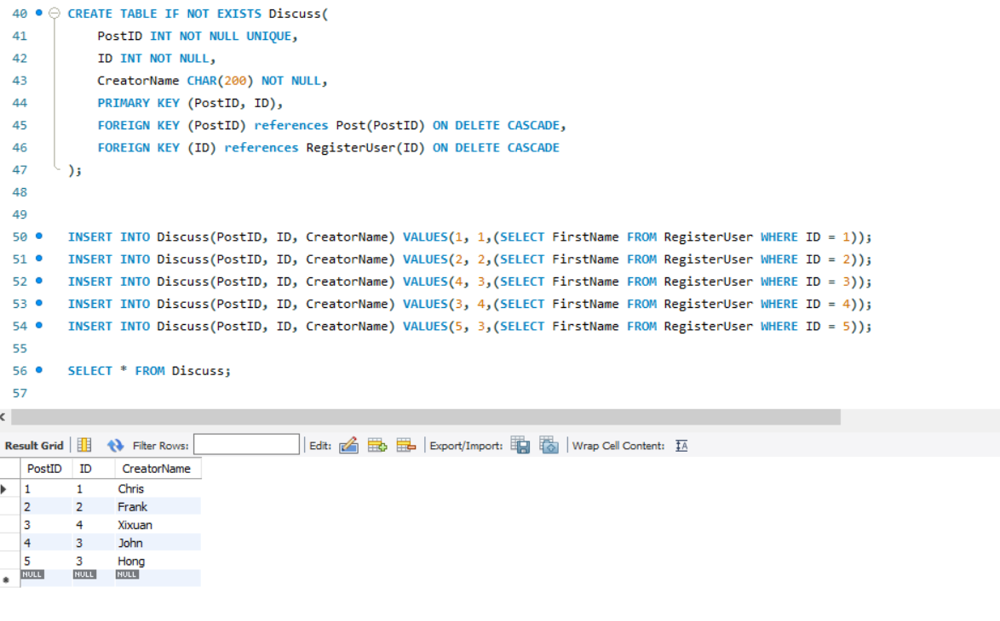 40 CREATE TABLE IF NOT EXISTS Discuss(
41 PostID INT NOT NULL UNIQUE,
42 ID INT NOT NULL,
43 CreatorName CHAR(200) NOT NULL,
44 PRIMARY KEY (PostID, ID),
45 FOREIGN KEY (PostID) references Post(PostID) ON DELETE CASCADE,
46 FOREIGN KEY (ID) references RegisterUser(ID) ON DELETE CASCADE
47 );
48
49
50 INSERT INTO Discuss(PostID, ID, CreatorName) VALUES(1, 1,(SELECT FirstName FROM RegisterUser WHERE ID = 1));
51 INSERT INTO Discuss(PostID, ID, CreatorName) VALUES(2, 2,(SELECT FirstName FROM RegisterUser WHERE ID = 2));
52 INSERT INTO Discuss(PostID, ID, CreatorName) VALUES(4, 3,(SELECT FirstName FROM RegisterUser WHERE ID = 3));
53 INSERT INTO Discuss(PostID, ID, CreatorName) VALUES(3, 4,(SELECT FirstName FROM RegisterUser WHERE ID = 4));
54 INSERT INTO Discuss(PostID, ID, CreatorName) VALUES(5, 3,(SELECT FirstName FROM RegisterUser WHERE ID = 5));
55
56 SELECT * FROM Discuss;
57
Result Grid Filter Rows: Edit: Export/Import: Wrap Cell Content: IA
PostID ID CreatorName
1 1 Chris
2 2 Frank
3 4 Xixuan
4 3 John
5 3 Hong
NULL NULL NULL